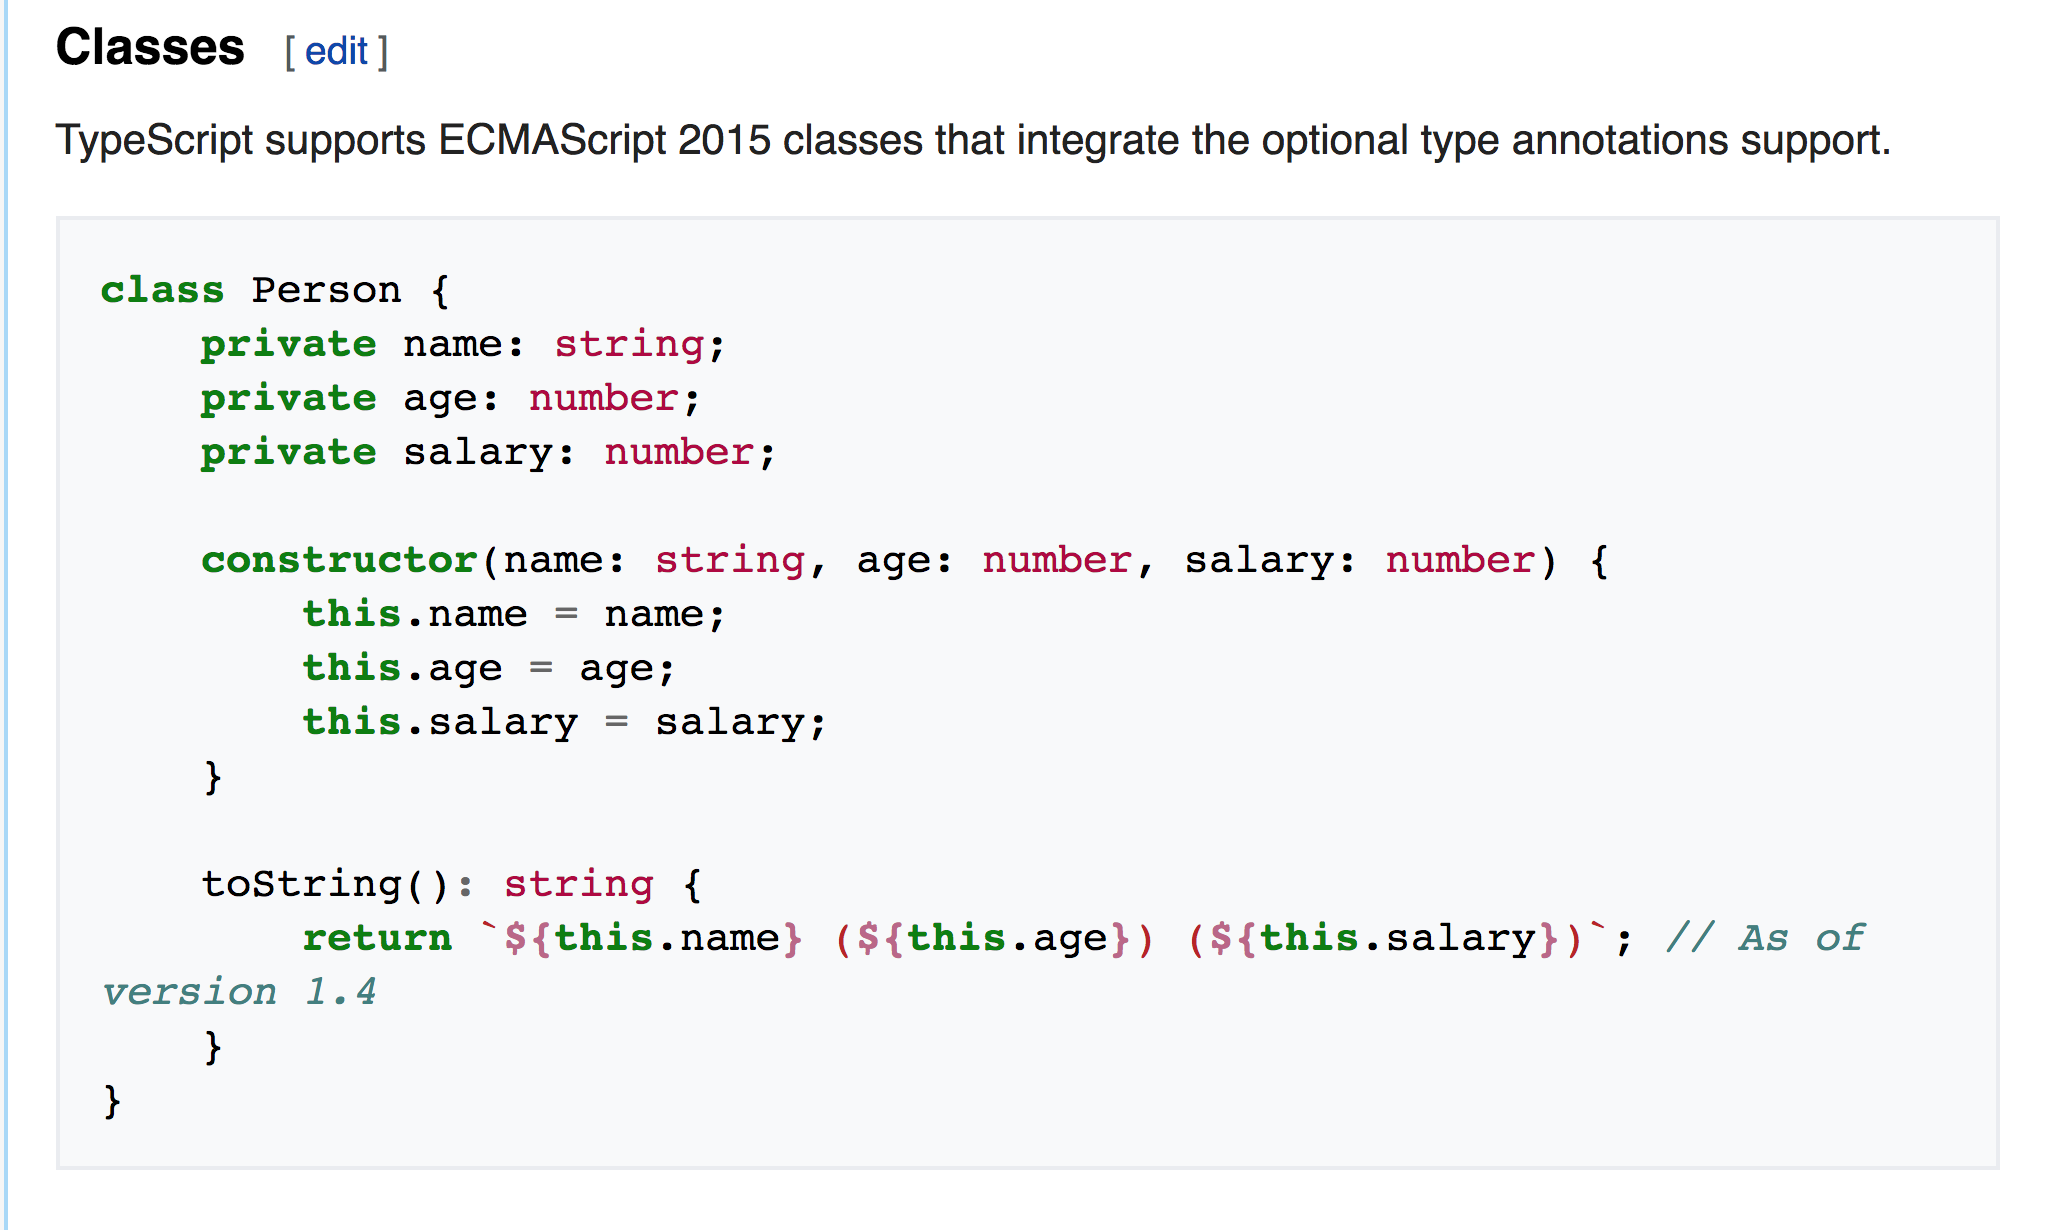 Classes [ edit ]
TypeScript supports ECMAScript 2015 classes that integrate the optional type annotations support.
class Person {
    private name: string;
    private age: number;
    private salary: number;

    constructor(name: string, age: number, salary: number) {
        this.name = name;
        this.age = age;
        this.salary = salary;
    }

    toString(): string {
        return `${this.name} (${this.age}) (${this.salary})`; // As of
version 1.4
    }
}